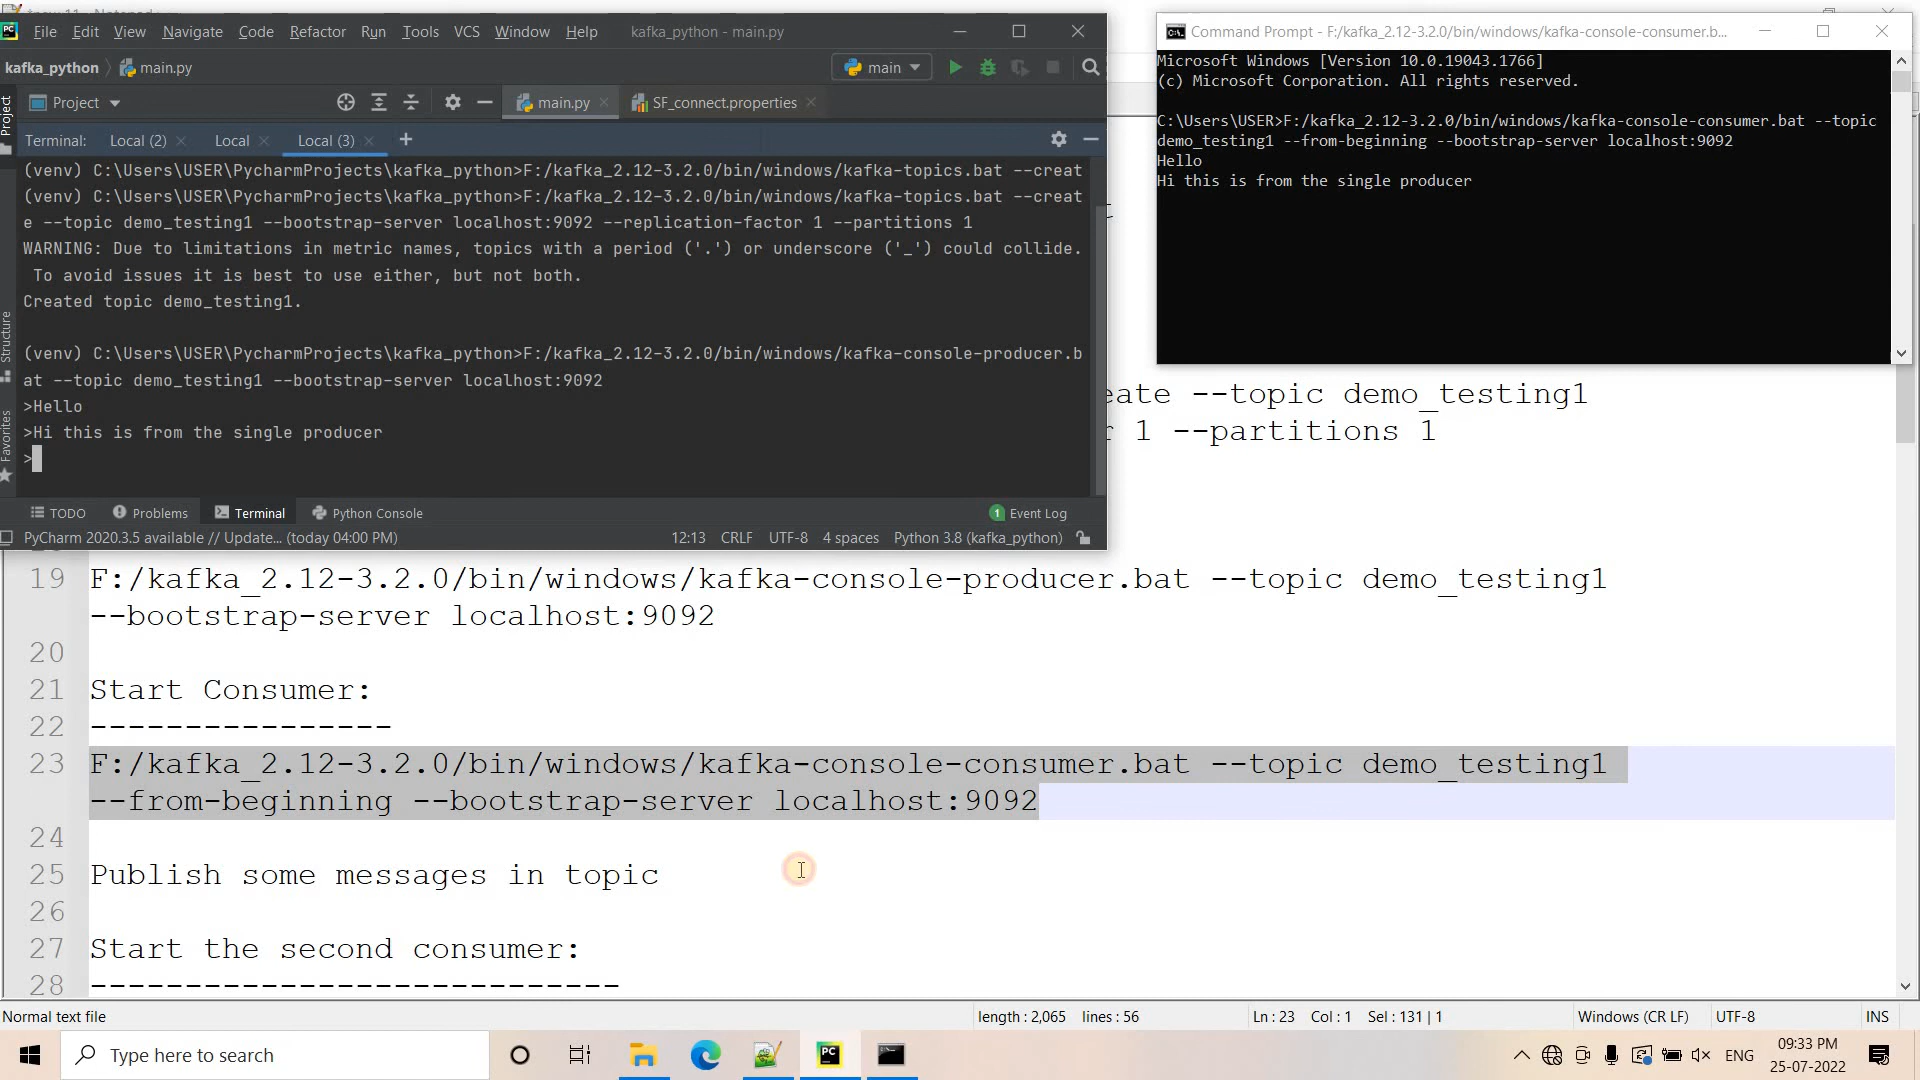 File Edit View Navigate Code Refactor Run Tools VCS Window Help kafka_python - main.py
kafka_python main.py main
Project main.py SF_connect.properties
Terminal: Local (2) Local Local (3) +
(venv) C:\Users\USER\PycharmProjects\kafka_python>F:/kafka_2.12-3.2.0/bin/windows/kafka-topics.bat --creat
(venv) C:\Users\USER\PycharmProjects\kafka_python>F:/kafka_2.12-3.2.0/bin/windows/kafka-topics.bat --creat
e --topic demo_testing1 --bootstrap-server localhost:9092 --replication-factor 1 --partitions 1
WARNING: Due to limitations in metric names, topics with a period ('.') or underscore ('_') could collide.
To avoid issues it is best to use either, but not both.
Created topic demo_testing1.
(venv) C:\Users\USER\PycharmProjects\kafka_python>F:/kafka_2.12-3.2.0/bin/windows/kafka-console-producer.b
at --topic demo_testing1 --bootstrap-server localhost:9092
>Hello
>Hi this is from the single producer
>
Project
Structure
Favorites
TODO Problems Terminal Python Console 1 Event Log
PyCharm 2020.3.5 available // Update... (today 04:00 PM) 12:13 CRLF UTF-8 4 spaces Python 3.8 (kafka_python)
Command Prompt - F:/kafka_2.12-3.2.0/bin/windows/kafka-console-consumer.b...
Microsoft Windows [Version 10.0.19043.1766]
(c) Microsoft Corporation. All rights reserved.
C:\Users\USER>F:/kafka_2.12-3.2.0/bin/windows/kafka-console-consumer.bat --topic
demo_testing1 --from-beginning --bootstrap-server localhost:9092
Hello
Hi this is from the single producer
eate --topic demo_testing1
r 1 --partitions 1
19 F:/kafka_2.12-3.2.0/bin/windows/kafka-console-producer.bat --topic demo_testing1
--bootstrap-server localhost:9092
20
21 Start Consumer:
22 ----------------
23 F:/kafka_2.12-3.2.0/bin/windows/kafka-console-consumer.bat --topic demo_testing1
--from-beginning --bootstrap-server localhost:9092
24
25 Publish some messages in topic
26
27 Start the second consumer:
28 ----------------------------
Normal text file length : 2,065 lines : 56 Ln : 23 Col : 1 Sel : 131 | 1 Windows (CR LF) UTF-8 INS
Type here to search PC ENG 09:33 PM
25-07-2022